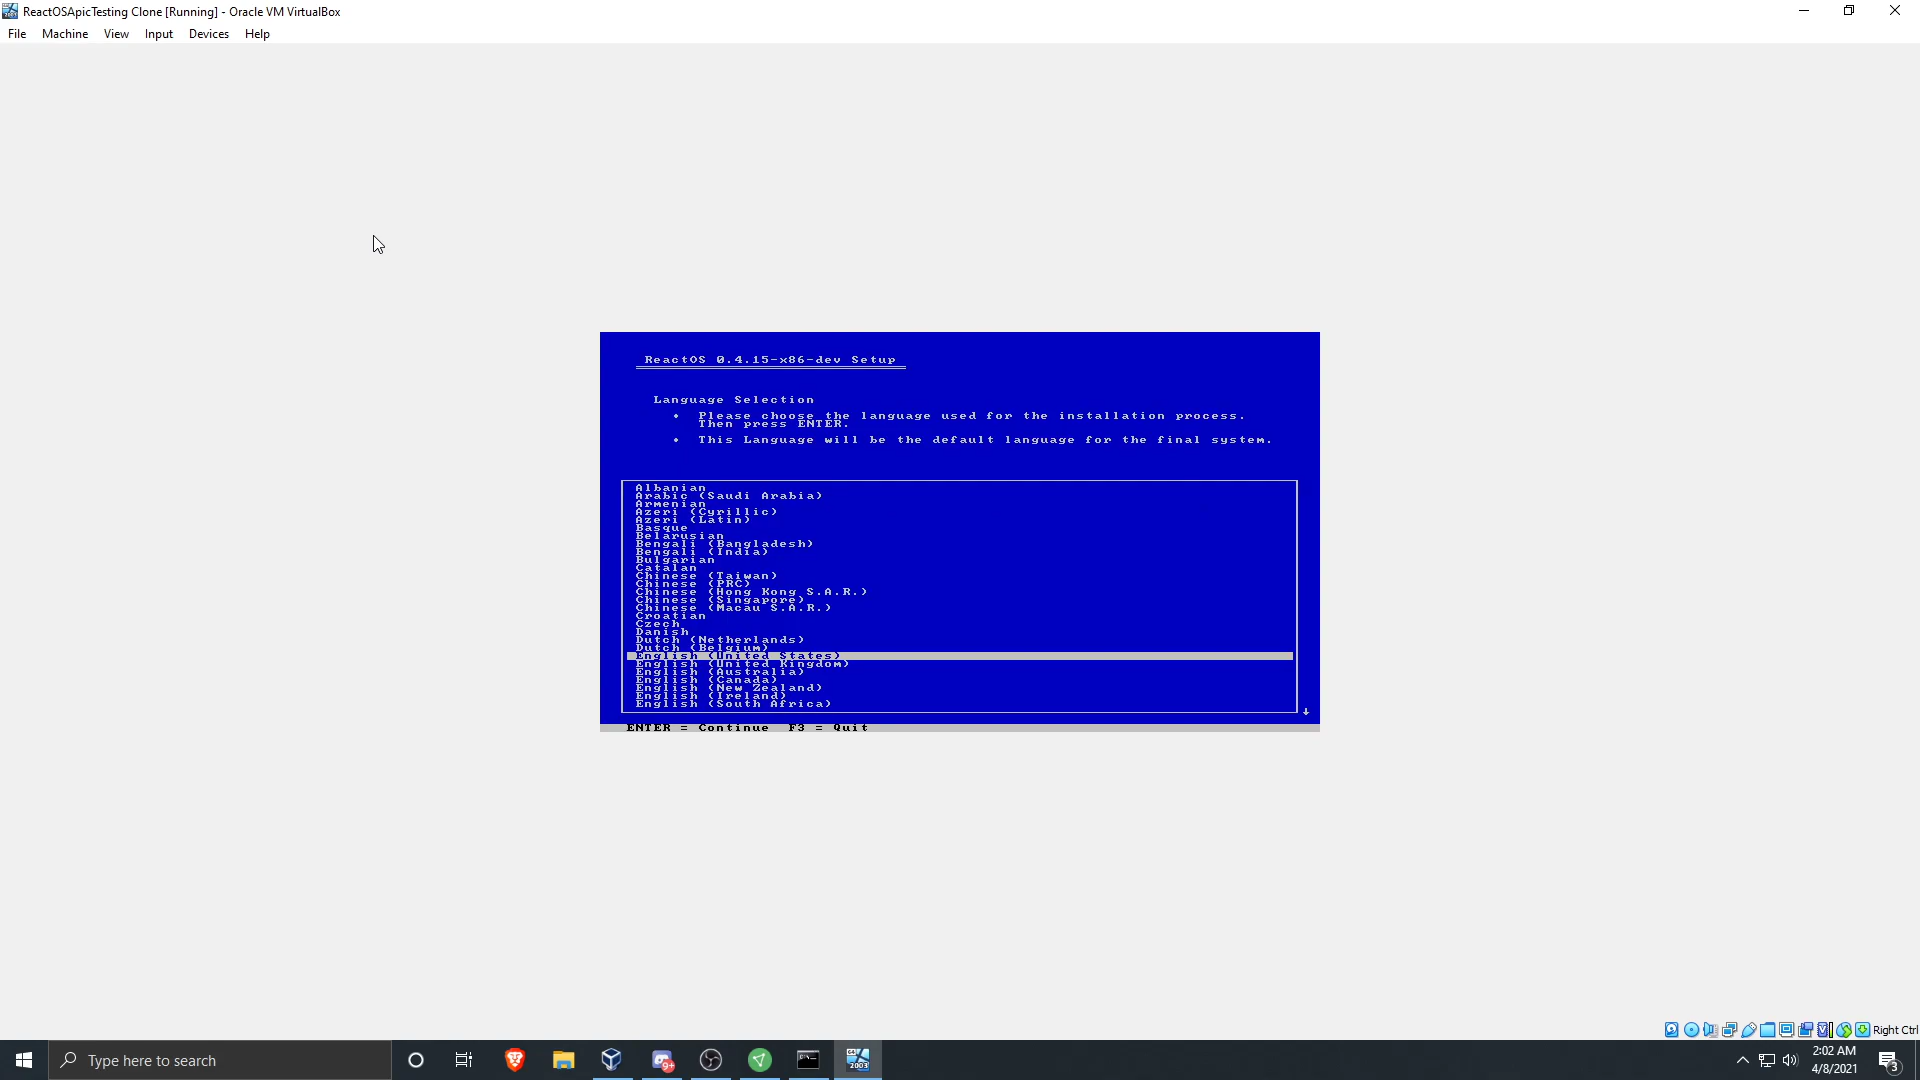 ReactOSApicTesting Clone [Running] - Oracle VM VirtualBox
File Machine View Input Devices Help
ReactOS 0.4.15-x86-dev Setup
Language Selection
• Please choose the language used for the installation process.
Then press ENTER.
• This Language will be the default language for the final system.
Albanian
Arabic (Saudi Arabia)
Armenian
Azeri (Cyrillic)
Azeri (Latin)
Basque
Belarusian
Bengali (Bangladesh)
Bengali (India)
Bulgarian
Catalan
Chinese (Taiwan)
Chinese (PRC)
Chinese (Hong Kong S.A.R.)
Chinese (Singapore)
Chinese (Macau S.A.R.)
Croatian
Czech
Danish
Dutch (Netherlands)
Dutch (Belgium)
English (United States)
English (United Kingdom)
English (Australia)
English (Canada)
English (New Zealand)
English (Ireland)
English (South Africa)
ENTER = Continue F3 = Quit
Right Ctrl
Type here to search
9+
2003
2:02 AM
4/8/2021
3